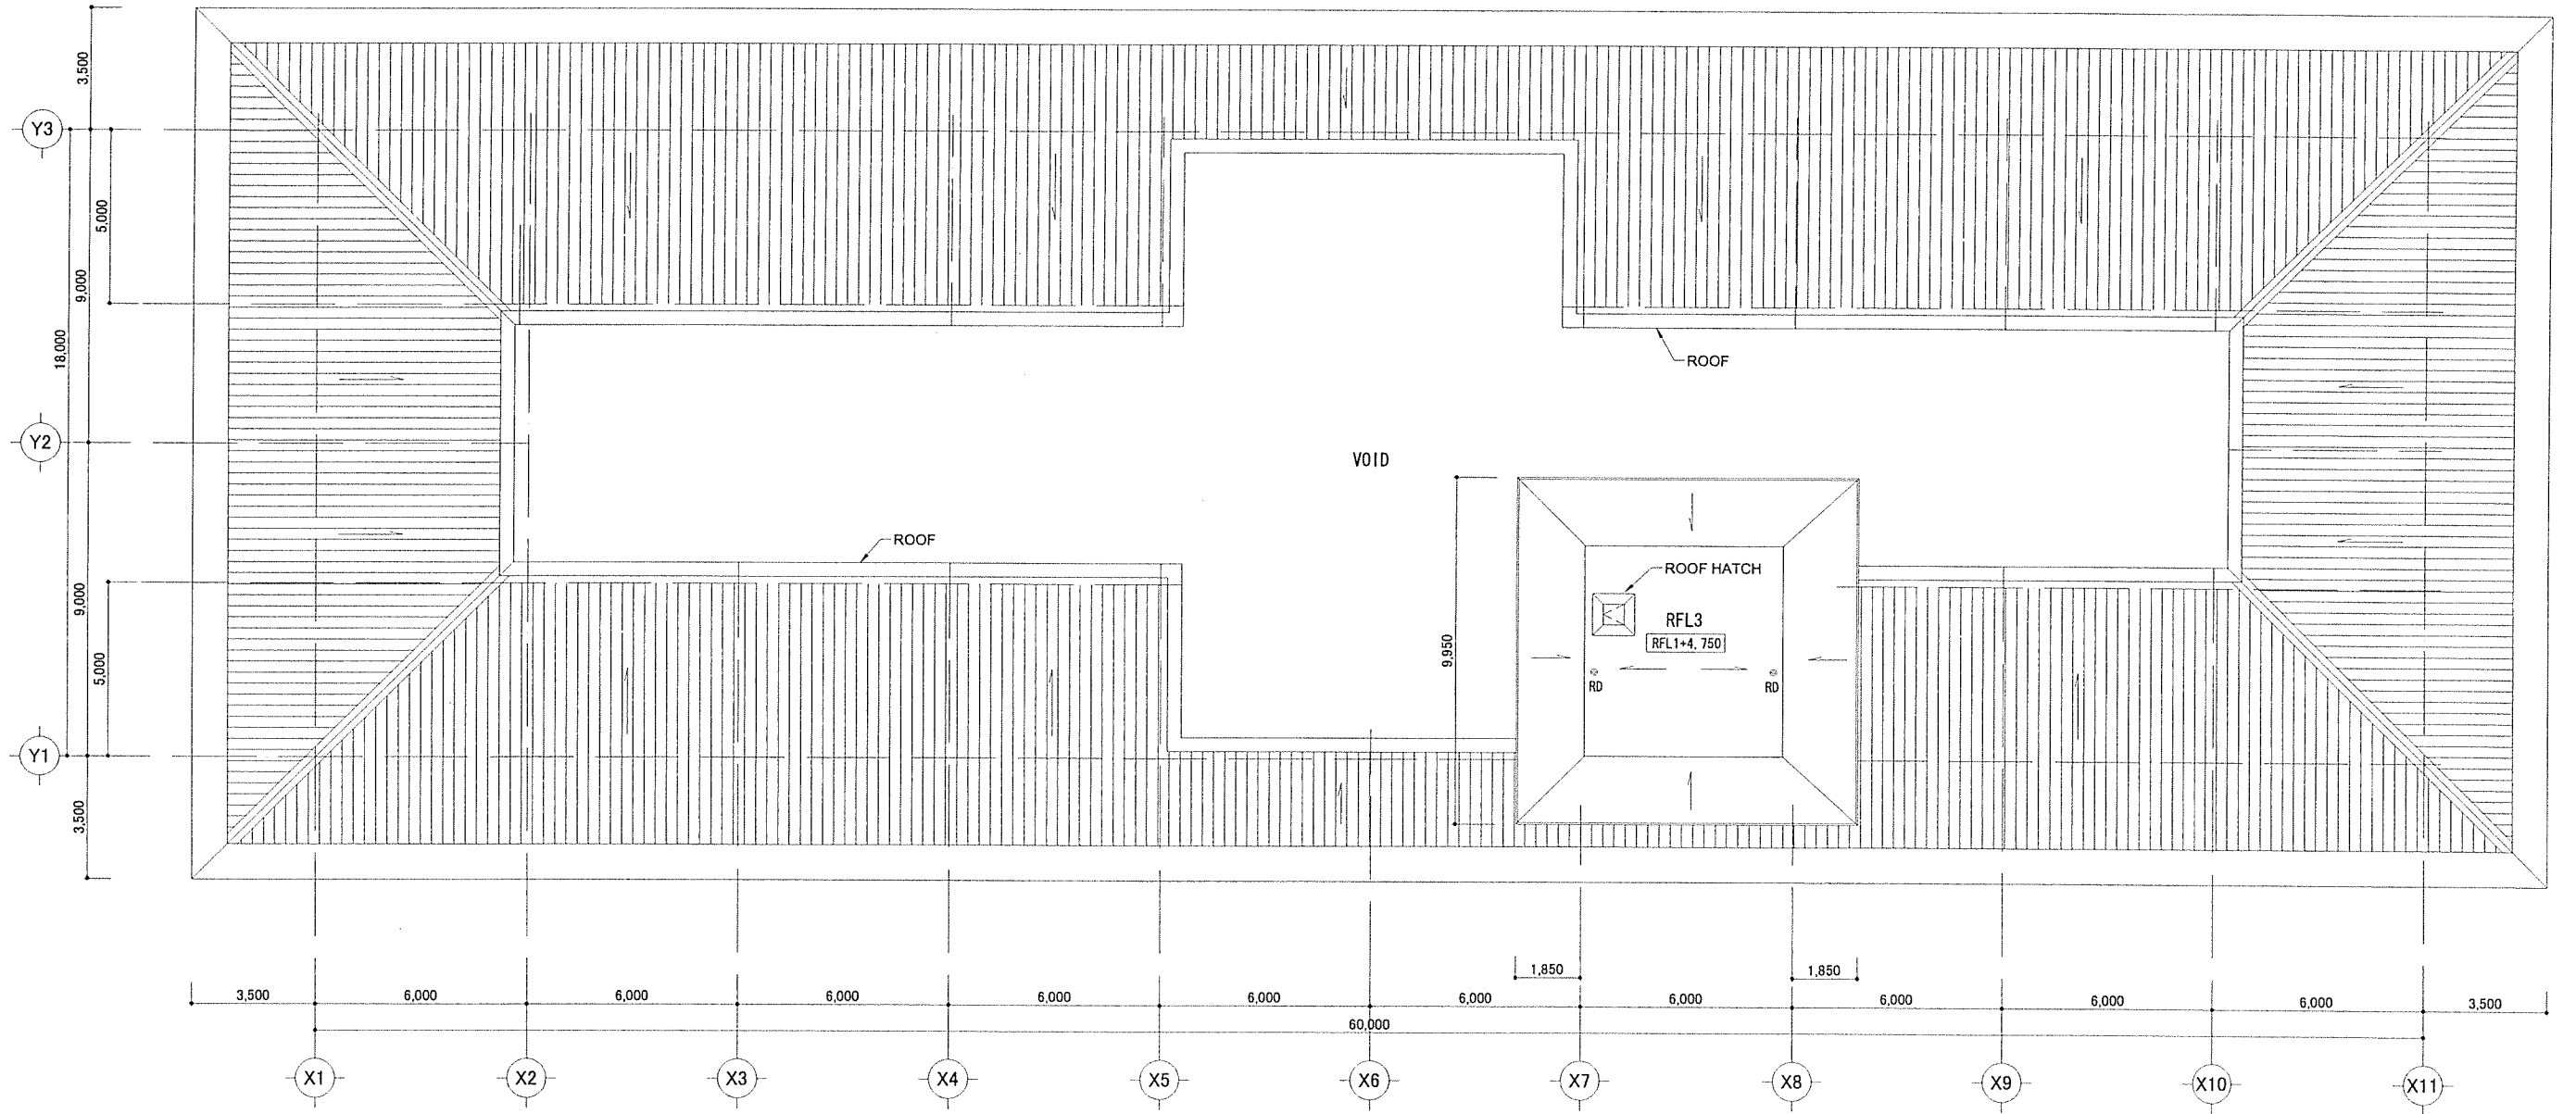 3,500
Y3
5,000
9,000
18,000
ROOF
Y2
VOID
ROOF
ROOF HATCH
9,000
RFL3
RFL1+4,750
9,950
5,000
RD
RD
Y1
3,500
1,850
1,850
3,500
6,000
6,000
6,000
6,000
6,000
6,000
6,000
6,000
6,000
6,000
3,500
60,000
X1
X2
X3
X4
X5
X6
X7
X8
X9
X10
X11